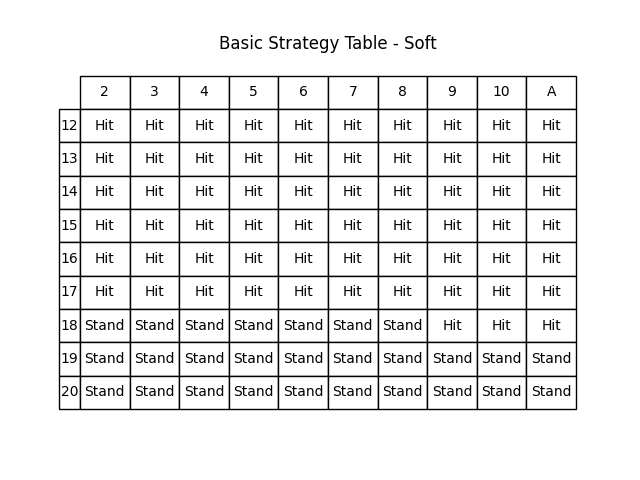 Basic Strategy Table - Soft
2 3 4 5 6 7 8 9 10 A
12 Hit Hit Hit Hit Hit Hit Hit Hit Hit Hit
13 Hit Hit Hit Hit Hit Hit Hit Hit Hit Hit
14 Hit Hit Hit Hit Hit Hit Hit Hit Hit Hit
15 Hit Hit Hit Hit Hit Hit Hit Hit Hit Hit
16 Hit Hit Hit Hit Hit Hit Hit Hit Hit Hit
17 Hit Hit Hit Hit Hit Hit Hit Hit Hit Hit
18 Stand Stand Stand Stand Stand Stand Stand Hit Hit Hit
19 Stand Stand Stand Stand Stand Stand Stand Stand Stand Stand
20 Stand Stand Stand Stand Stand Stand Stand Stand Stand Stand